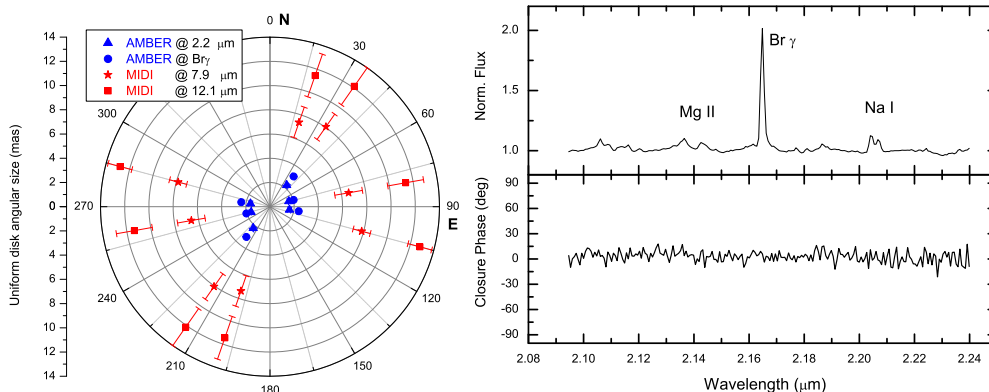 0 N
30
60
90
E
120
150
180
210
240
270
300
14
12
10
8
6
4
2
0
2
4
6
8
10
12
14
Uniform disk angular size (mas)
AMBER @ 2.2 μm
AMBER @ Brγ
MIDI @ 7.9 μm
MIDI @ 12.1 μm
Norm. Flux
2.0
1.5
1.0
Mg II
Br γ
Na I
Closure Phase (deg)
90
60
30
0
-30
-60
-90
2.08 2.10 2.12 2.14 2.16 2.18 2.20 2.22 2.24
Wavelength (μm)